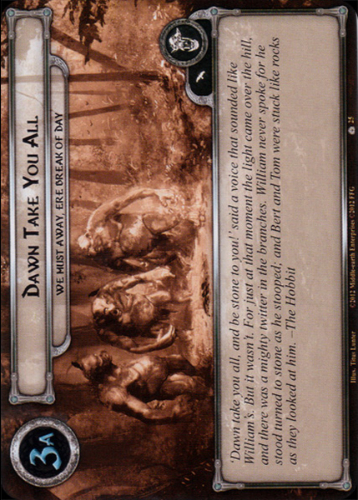 3A
Dawn Take You All
We Must Away, Ere Break of Day
'Dawn take you all, and be stone to you!' said a voice that sounded like
William's. But it wasn't. For just at that moment the light came over the hill,
and there was a mighty twitter in the branches. William never spoke for he
stood turned to stone as he stooped; and Bert and Tom were stuck like rocks
as they looked at him. –The Hobbit
Illus. Titus Lunter ©2012 Middle-earth Enterprises ©2012 FFG 25